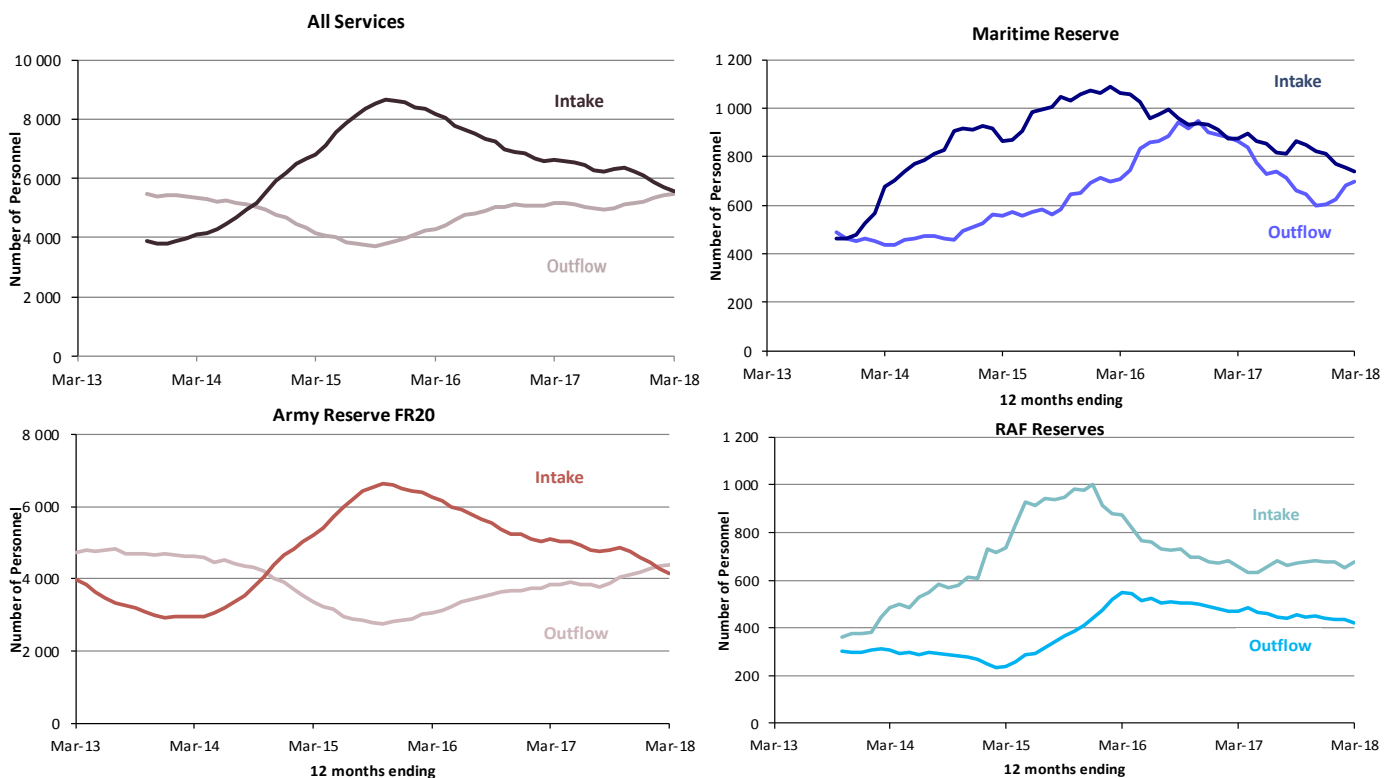 All Services
Number of Personnel
10 000
8 000
6 000
4 000
2 000
0
Intake
Outflow
Mar-13 Mar-14 Mar-15 Mar-16 Mar-17 Mar-18
Maritime Reserve
Number of Personnel
1 200
1 000
800
600
400
200
0
Intake
Outflow
Mar-13 Mar-14 Mar-15 Mar-16 Mar-17 Mar-18
12 months ending
Army Reserve FR20
Number of Personnel
8 000
6 000
4 000
2 000
0
Intake
Outflow
Mar-13 Mar-14 Mar-15 Mar-16 Mar-17 Mar-18
12 months ending
RAF Reserves
Number of Personnel
1 200
1 000
800
600
400
200
0
Intake
Outflow
Mar-13 Mar-14 Mar-15 Mar-16 Mar-17 Mar-18
12 months ending